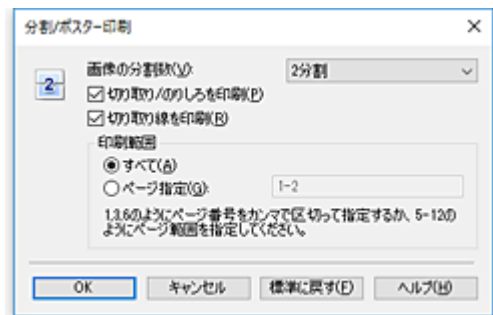 分割/ポスター印刷
画像の分割数(V): 2分割
2
切り取り/のりしろを印刷(P)
切り取り線を印刷(R)
印刷範囲
すべて(A)
ページ指定(G): 1-2
1,3,6のようにページ番号をカンマで区切って指定するか、5-12の
ようにページ範囲を指定してください。
OK キャンセル 標準に戻す(F) ヘルプ(H)